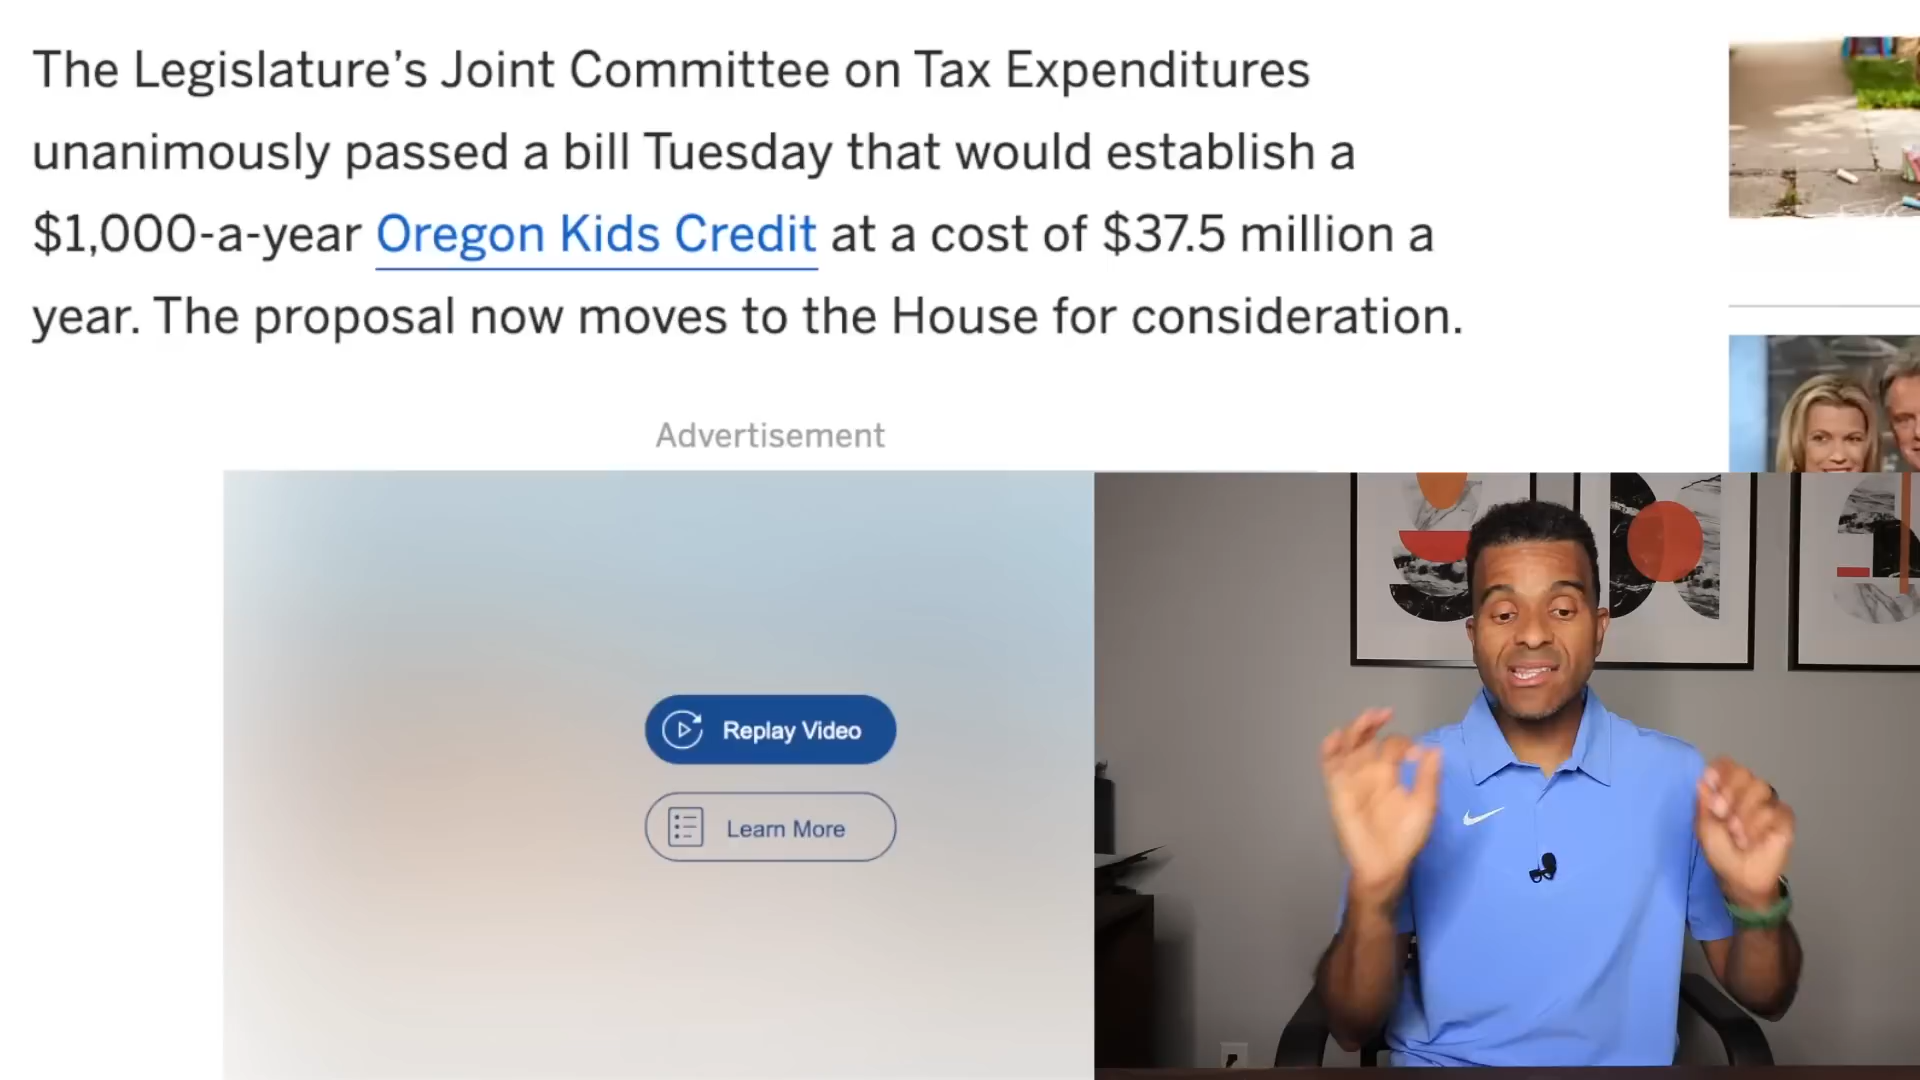 The Legislature’s Joint Committee on Tax Expenditures
unanimously passed a bill Tuesday that would establish a
$1,000-a-year Oregon Kids Credit at a cost of $37.5 million a
year. The proposal now moves to the House for consideration.
Advertisement
Replay Video
Learn More